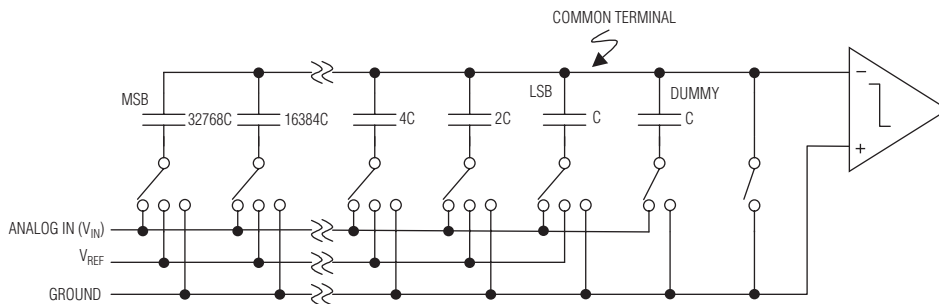 COMMON TERMINAL
MSB
LSB
DUMMY
32768C
16384C
4C
2C
C
C
−
+
ANALOG IN (VIN)
VREF
GROUND